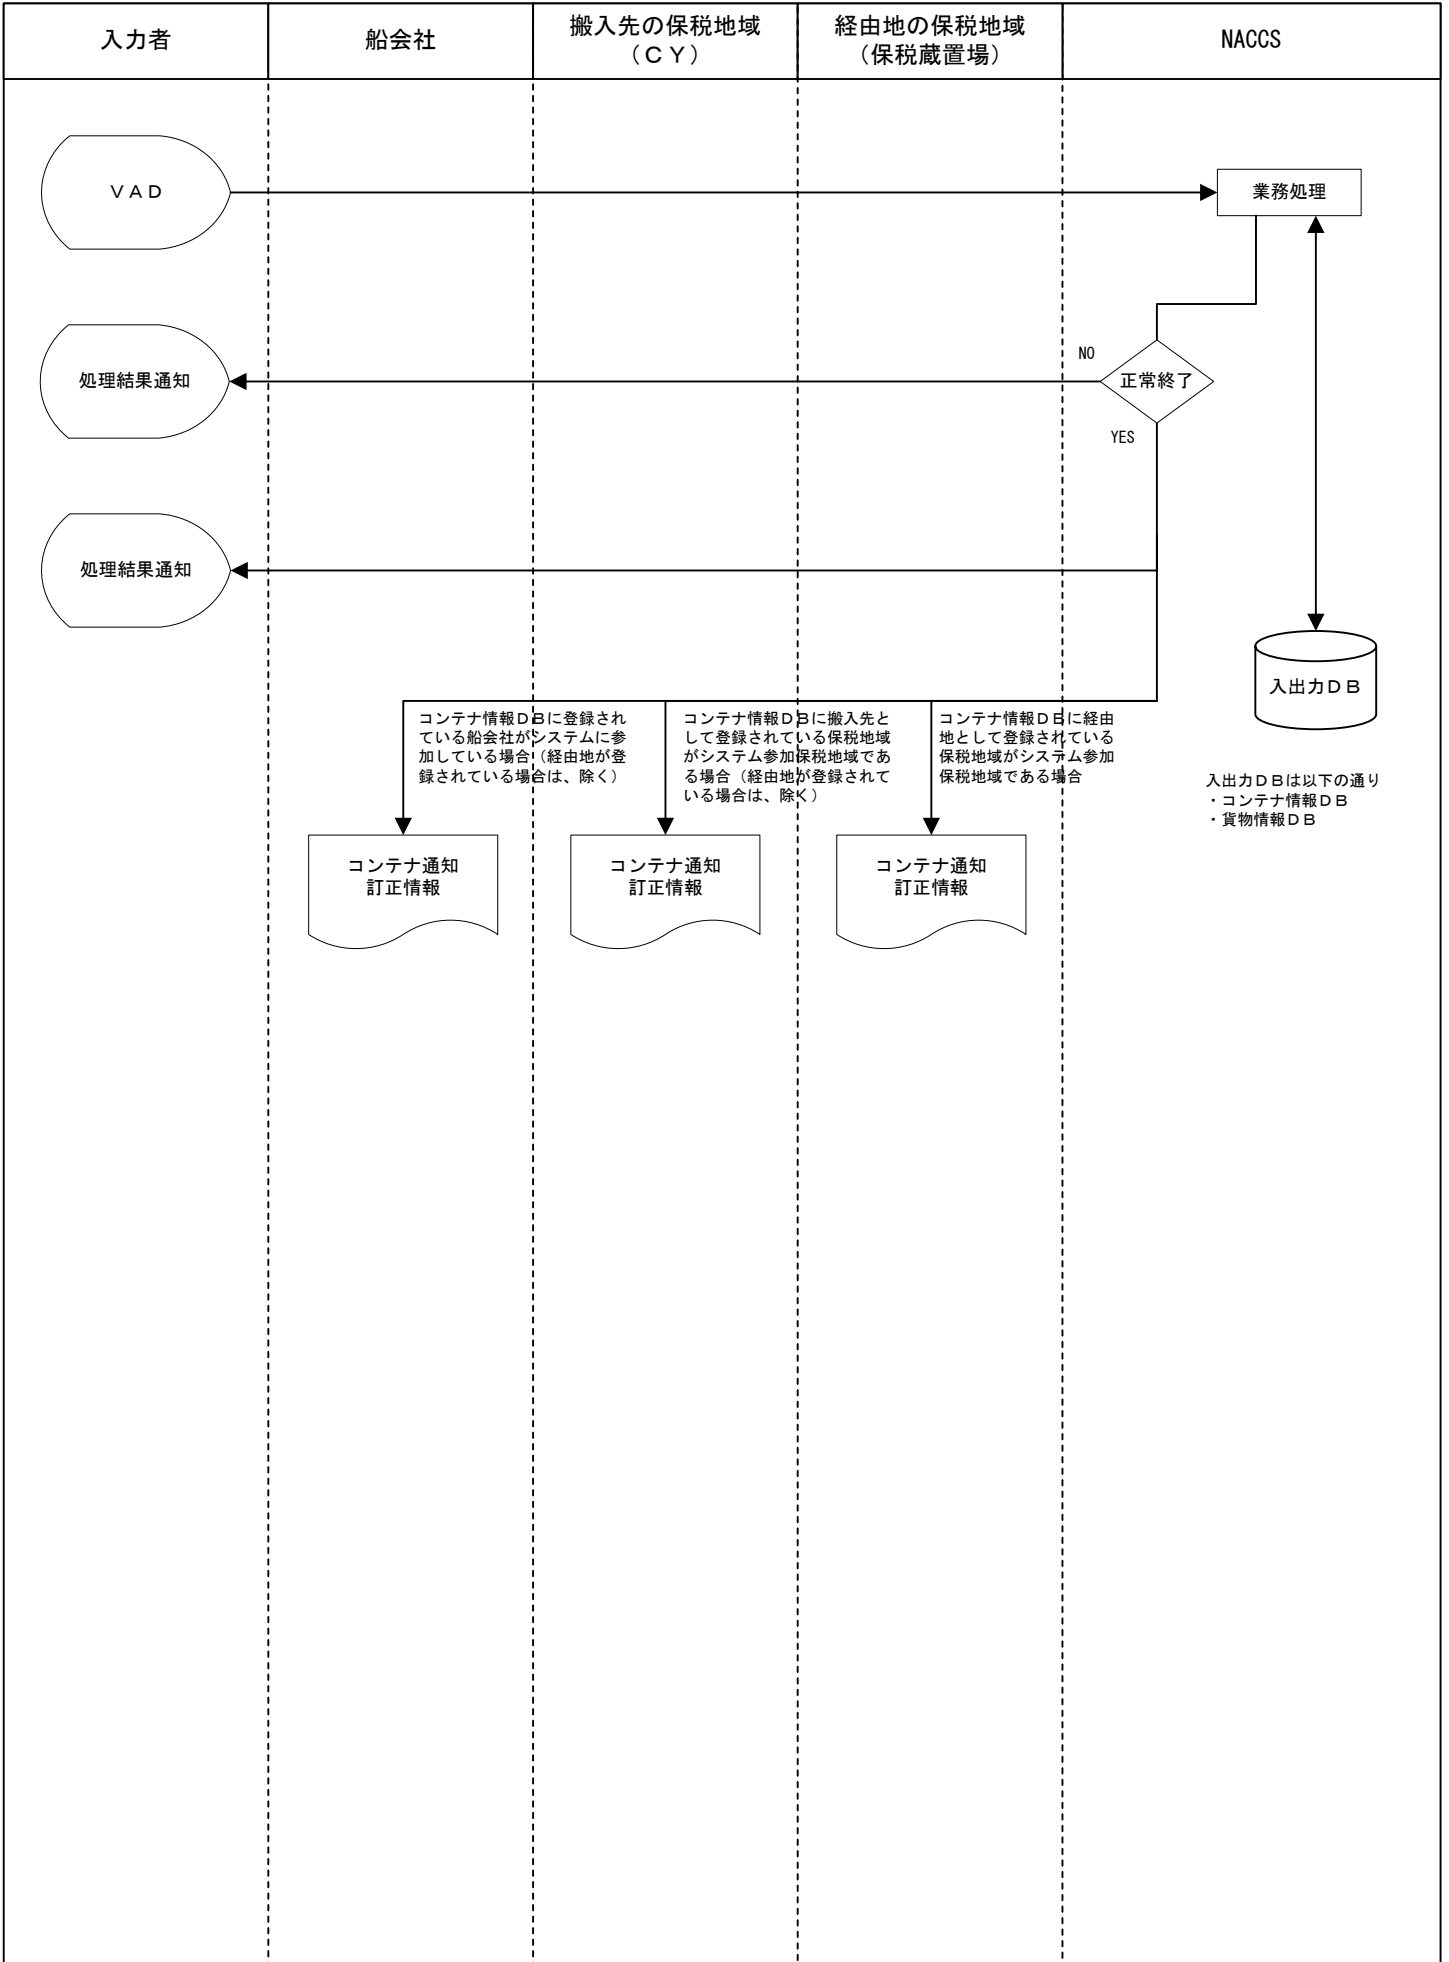 入力者
船会社
搬入先の保税地域
（ＣＹ）
経由地の保税地域
（保税蔵置場）
NACCS
ＶＡＤ
業務処理
NO
処理結果通知
正常終了
YES
処理結果通知
入出力ＤＢ
コンテナ情報ＤＢに登録され
ている船会社がシステムに参
加している場合（経由地が登
録されている場合は、除く）
コンテナ情報ＤＢに搬入先と
して登録されている保税地域
がシステム参加保税地域であ
る場合（経由地が登録されて
いる場合は、除く）
コンテナ情報ＤＢに経由
地として登録されている
保税地域がシステム参加
保税地域である場合
入出力ＤＢは以下の通り
・コンテナ情報ＤＢ
・貨物情報ＤＢ
コンテナ通知
訂正情報
コンテナ通知
訂正情報
コンテナ通知
訂正情報